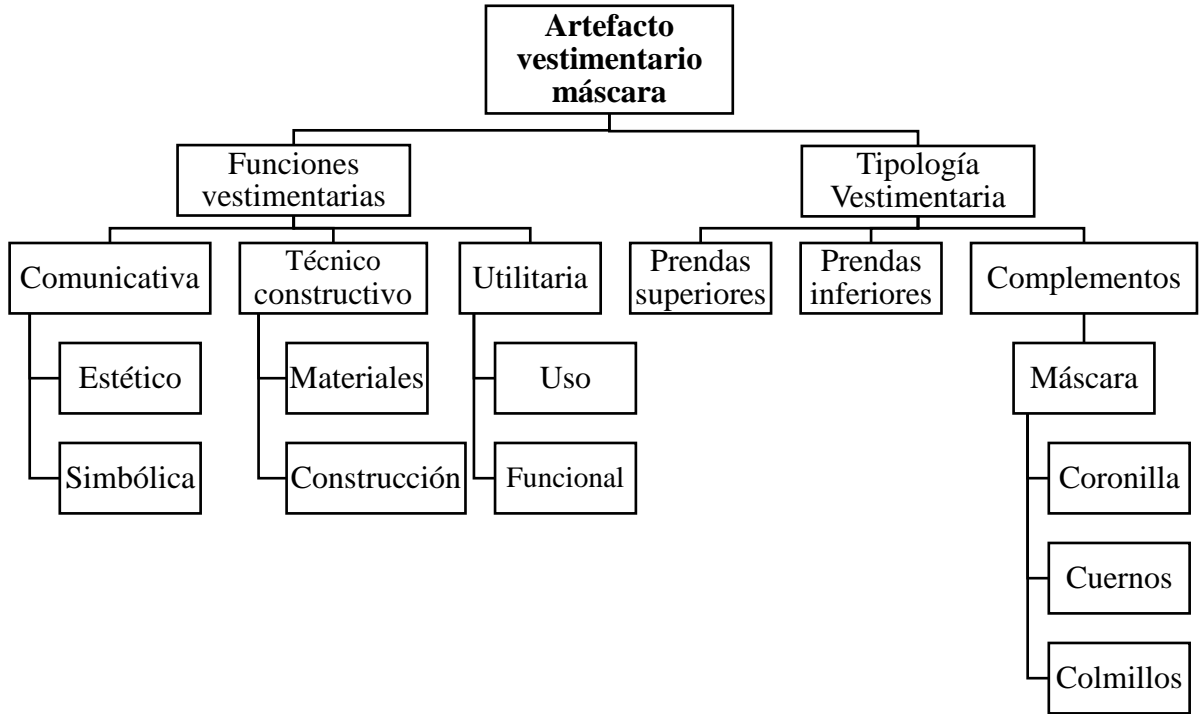 Artefacto
vestimentario
máscara
Funciones
vestimentarias
Tipología
Vestimentaria
Comunicativa
Técnico
constructivo
Utilitaria
Prendas
superiores
Prendas
inferiores
Complementos
Estético
Materiales
Uso
Máscara
Simbólica
Construcción
Funcional
Coronilla
Cuernos
Colmillos